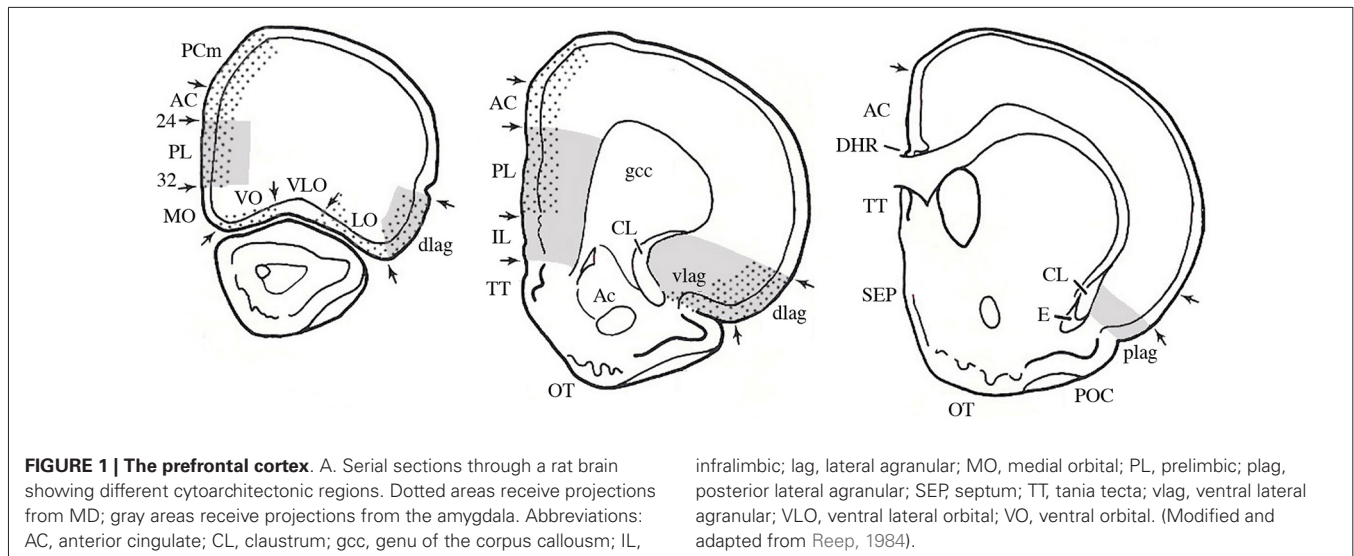 PCm
AC
24
PL
32
MO
VO
VLO
LO
dlag
AC
PL
IL
TT
gcc
CL
vlag
Ac
dlag
OT
AC
DHR
TT
SEP
CL
E
plag
POC
OT
FIGURE 1 | The prefrontal cortex. A. Serial sections through a rat brain
showing different cytoarchitectonic regions. Dotted areas receive projections
from MD; gray areas receive projections from the amygdala. Abbreviations:
AC, anterior cingulate; CL, claustrum; gcc, genu of the corpus callousm; IL,
infralimbic; lag, lateral agranular; MO, medial orbital; PL, prelimbic; plag,
posterior lateral agranular; SEP, septum; TT, tania tecta; vlag, ventral lateral
agranular; VLO, ventral lateral orbital; VO, ventral orbital. (Modified and
adapted from Reep, 1984).